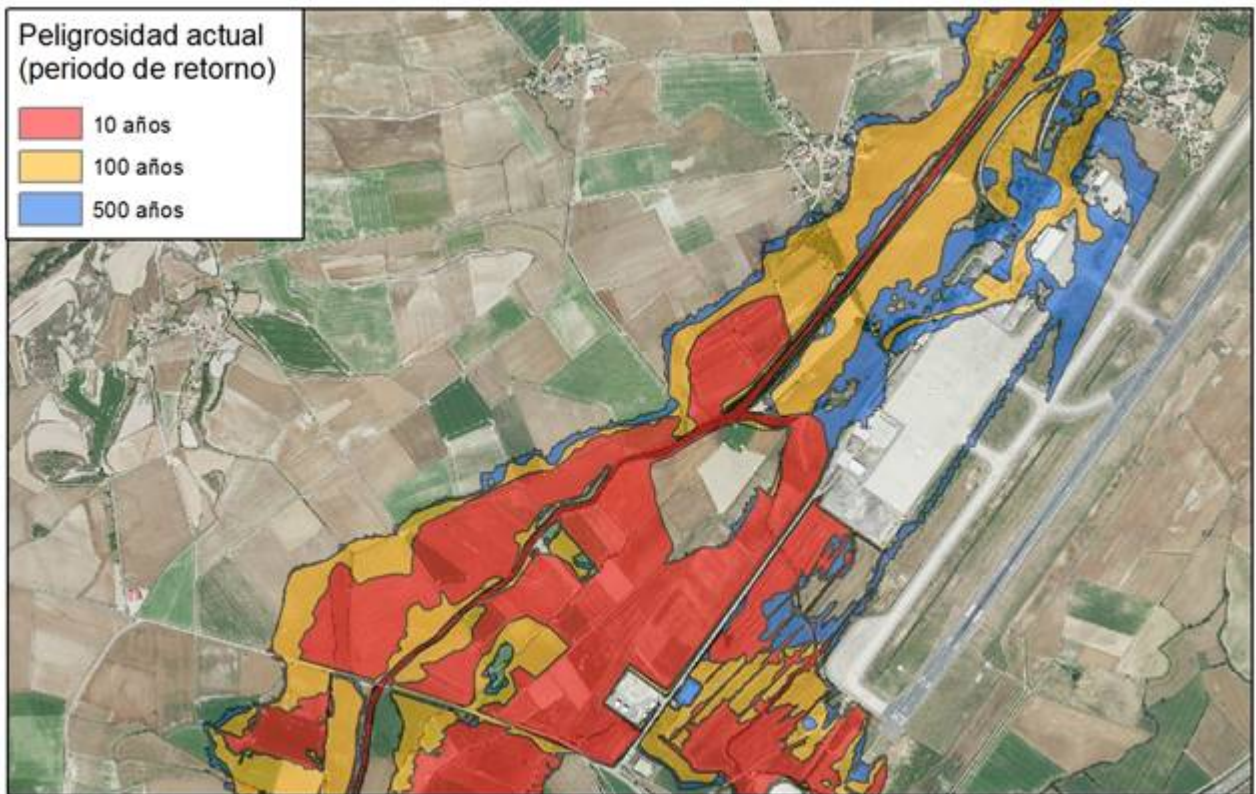 Peligrosidad actual
(periodo de retorno)
10 años
100 años
500 años